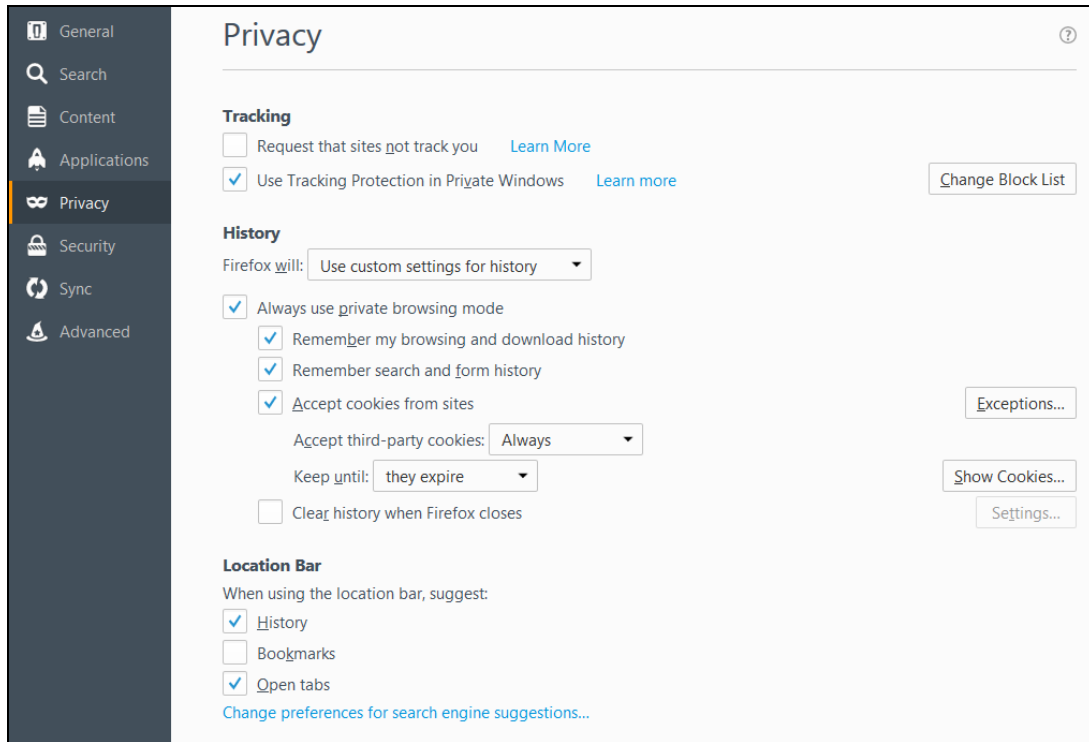 General
Search
Content
Applications
Privacy
Security
Sync
Advanced
Privacy
?
Tracking
Request that sites not track you Learn More
Use Tracking Protection in Private Windows Learn more Change Block List
History
Firefox will: Use custom settings for history
Always use private browsing mode
Remember my browsing and download history
Remember search and form history
Accept cookies from sites Exceptions...
Accept third-party cookies: Always
Keep until: they expire Show Cookies...
Clear history when Firefox closes Settings...
Location Bar
When using the location bar, suggest:
History
Bookmarks
Open tabs
Change preferences for search engine suggestions...